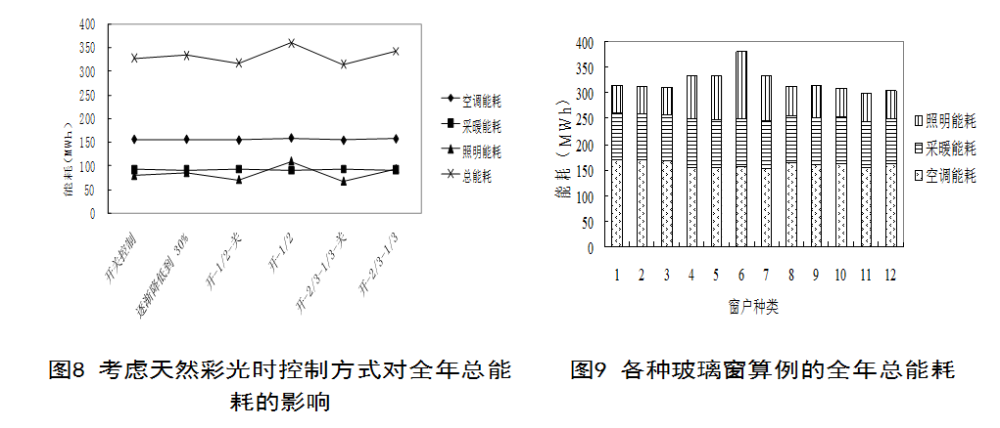 400
350
300
250
200
150
100
50
0
能耗(MWh)
开关控制
逐渐降低到 30%
开-1/2-关
开-1/2
开-2/3-1/3-关
开-2/3-1/3
空调能耗
采暖能耗
照明能耗
总能耗
图8 考虑天然彩光时控制方式对全年总能
耗的影响
400
350
300
250
200
150
100
50
0
能耗(MWh)
1 2 3 4 5 6 7 8 9 10 11 12
窗户种类
照明能耗
采暖能耗
空调能耗
图9 各种玻璃窗算例的全年总能耗